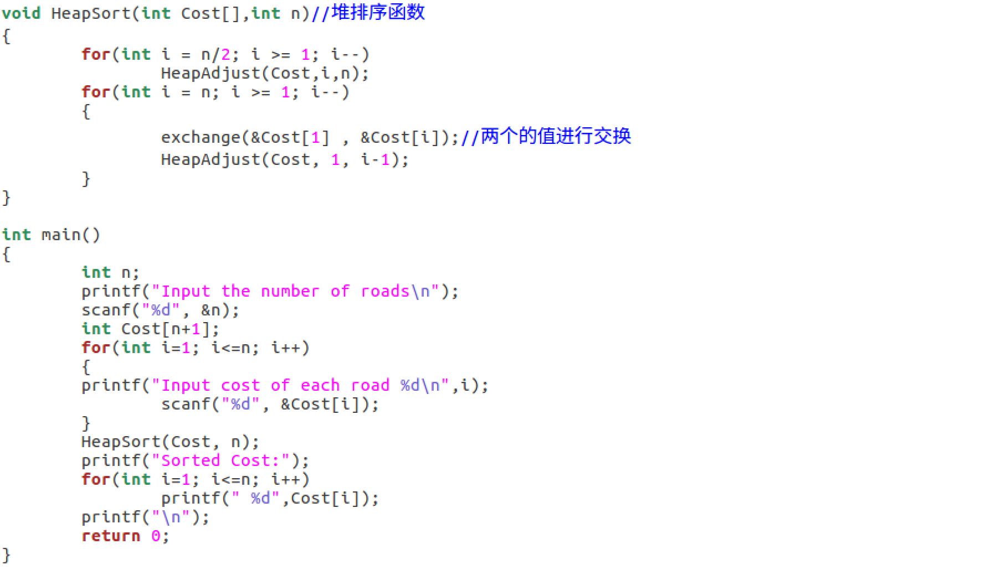 void HeapSort(int Cost[],int n)//堆排序函数
{
        for(int i = n/2; i >= 1; i--)
                HeapAdjust(Cost,i,n);
        for(int i = n; i >= 1; i--)
        {
                exchange(&Cost[1] , &Cost[i]);//两个的值进行交换
                HeapAdjust(Cost, 1, i-1);
        }
}

int main()
{
        int n;
        printf("Input the number of roads\n");
        scanf("%d", &n);
        int Cost[n+1];
        for(int i=1; i<=n; i++)
        {
        printf("Input cost of each road %d\n",i);
                scanf("%d", &Cost[i]);
        }
        HeapSort(Cost, n);
        printf("Sorted Cost:");
        for(int i=1; i<=n; i++)
                printf(" %d",Cost[i]);
        printf("\n");
        return 0;
}